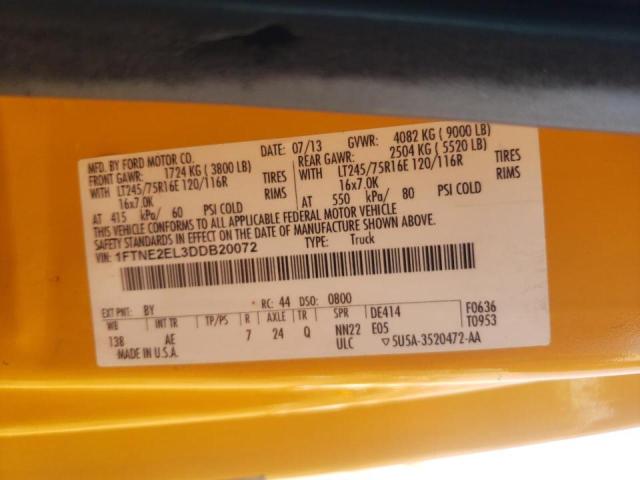 MFD. BY FORD MOTOR CO. DATE: 07/13 GVWR: 4082 KG ( 9000 LB)
FRONT GAWR: 1724 KG ( 3800 LB) REAR GAWR: 2504 KG ( 5520 LB)
WITH LT245/75R16E 120/116R TIRES WITH LT245/75R16E 120/116R TIRES
16x7.0K RIMS 16x7.0K RIMS
AT 415 kPa/ 60 PSI COLD AT 550 kPa/ 80 PSI COLD
THIS VEHICLE CONFORMS TO ALL APPLICABLE FEDERAL MOTOR VEHICLE
SAFETY STANDARDS IN EFFECT ON THE DATE OF MANUFACTURE SHOWN ABOVE.
VIN: 1FTNE2EL3DDB20072 TYPE: Truck
EXT PNT: BY RC: 44 DSO: 0800
WB INT TR TP/PS R AXLE TR SPR DE414 F0636
138 AE 7 24 Q NN22 E05 T0953
MADE IN U.S.A. ULC ▽5U5A-3520472-AA